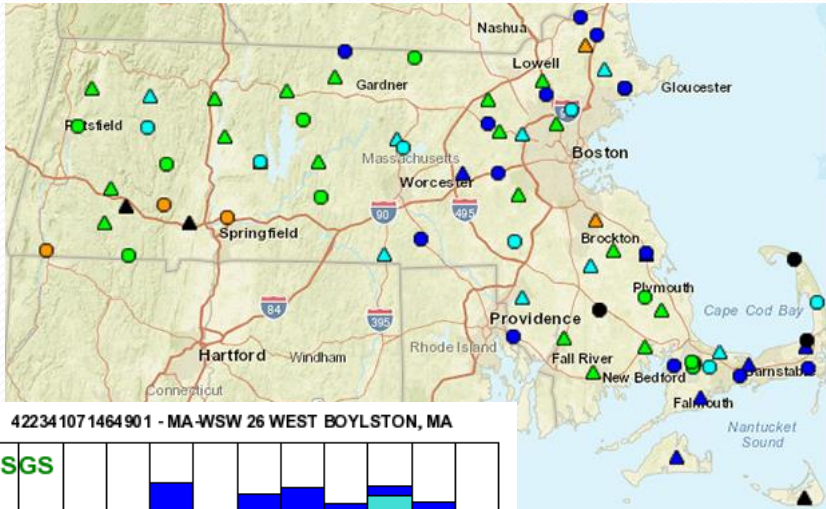 Nashua
Lowell
Gloucester
Gardner
Pittsfield
Massachusetts
Boston
Worcester
90
495
Springfield
Brockton
Plymouth
Cape Cod Bay
84
395
Providence
Hartford
Windham
Rhode Island
Fall River
New Bedford
Barnstable
Connecticut
Falmouth
Nantucket
Sound
422341071464901 - MA-WSW 26 WEST BOYLSTON, MA
SGS